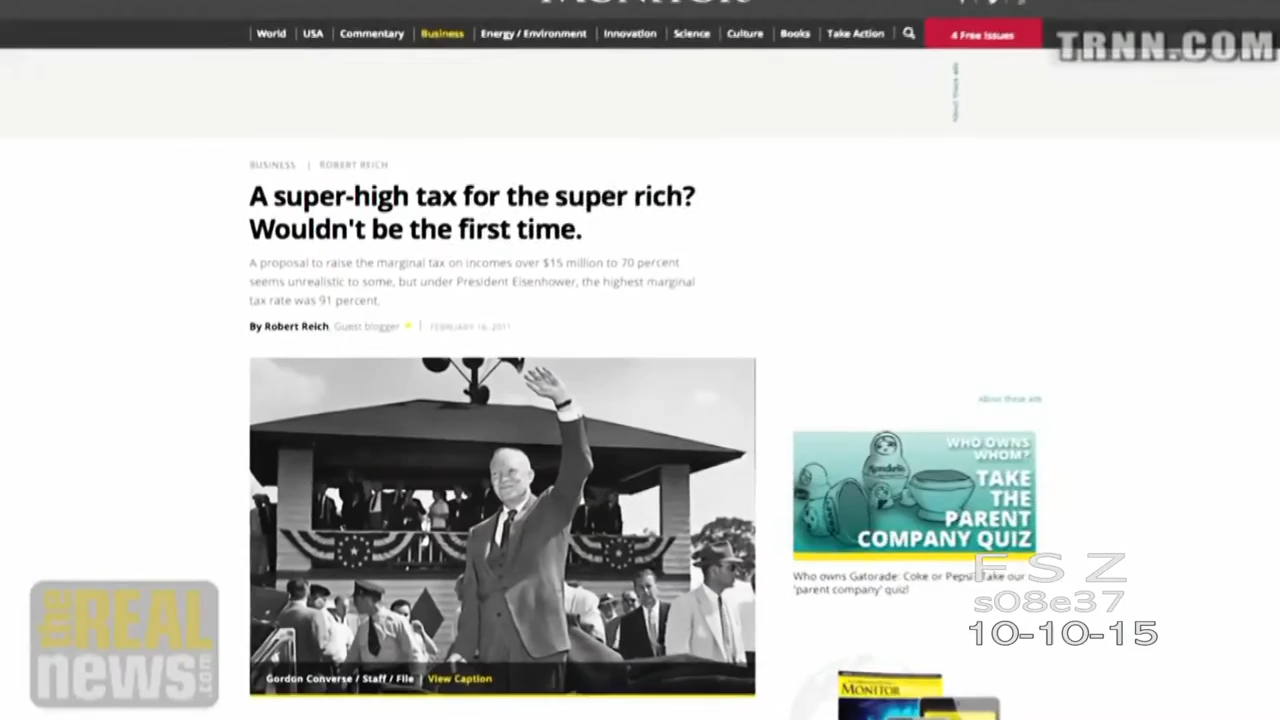 TRNN.COM
World USA Commentary Business Energy / Environment Innovation Science Culture Books Take Action
4 Free Issues
BUSINESS | ROBERT REICH
A super-high tax for the super rich?
Wouldn't be the first time.
A proposal to raise the marginal tax on incomes over $15 million to 70 percent
seems unrealistic to some, but under President Eisenhower, the highest marginal
tax rate was 91 percent.
By Robert Reich, Guest blogger | FEBRUARY 16, 2011
Gordon Converse / Staff / File | View Caption
About these ads
WHO OWNS
WHOM?
TAKE
THE
PARENT
COMPANY QUIZ
Who owns Gatorade: Coke or Pepsi? Take our
'parent company' quiz!
MONITOR
FSZ
s08e37
10-10-15
the REAL
news.com